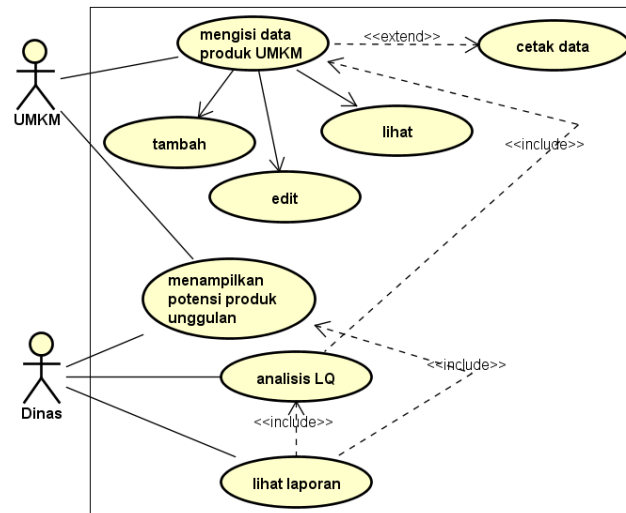 mengisi data
produk UMKM
<<extend>>
cetak data
UMKM
tambah
lihat
<<include>>
edit
menampilkan
potensi produk
unggulan
analisis LQ
<<include>>
Dinas
<<include>>
lihat laporan